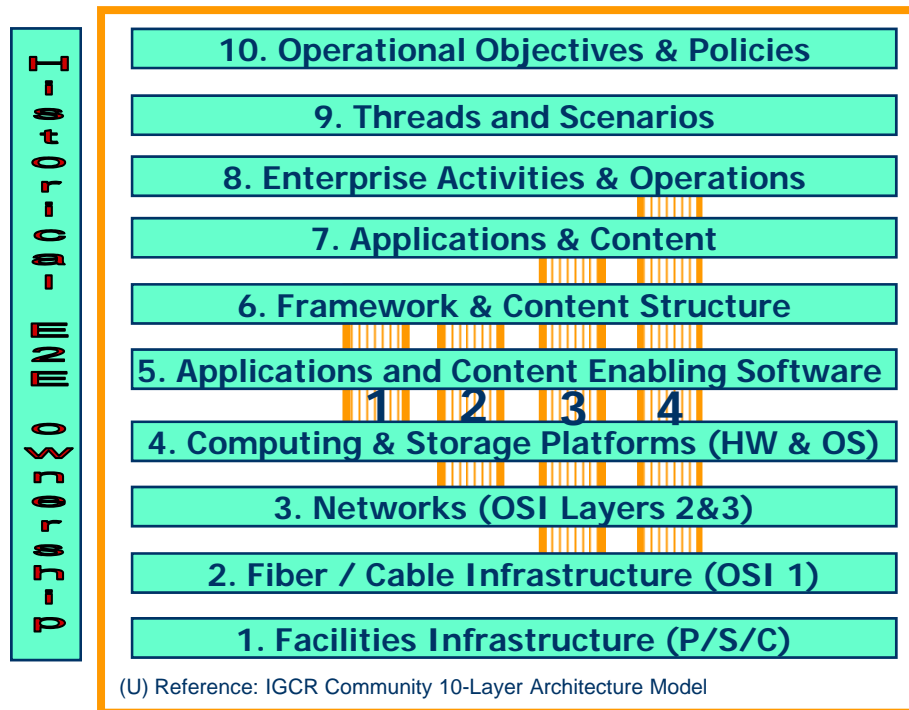 Historical E2E Ownership
10. Operational Objectives & Policies
9. Threads and Scenarios
8. Enterprise Activities & Operations
7. Applications & Content
6. Framework & Content Structure
5. Applications and Content Enabling Software
1 2 3 4
4. Computing & Storage Platforms (HW & OS)
3. Networks (OSI Layers 2&3)
2. Fiber / Cable Infrastructure (OSI 1)
1. Facilities Infrastructure (P/S/C)
(U) Reference: IGCR Community 10-Layer Architecture Model